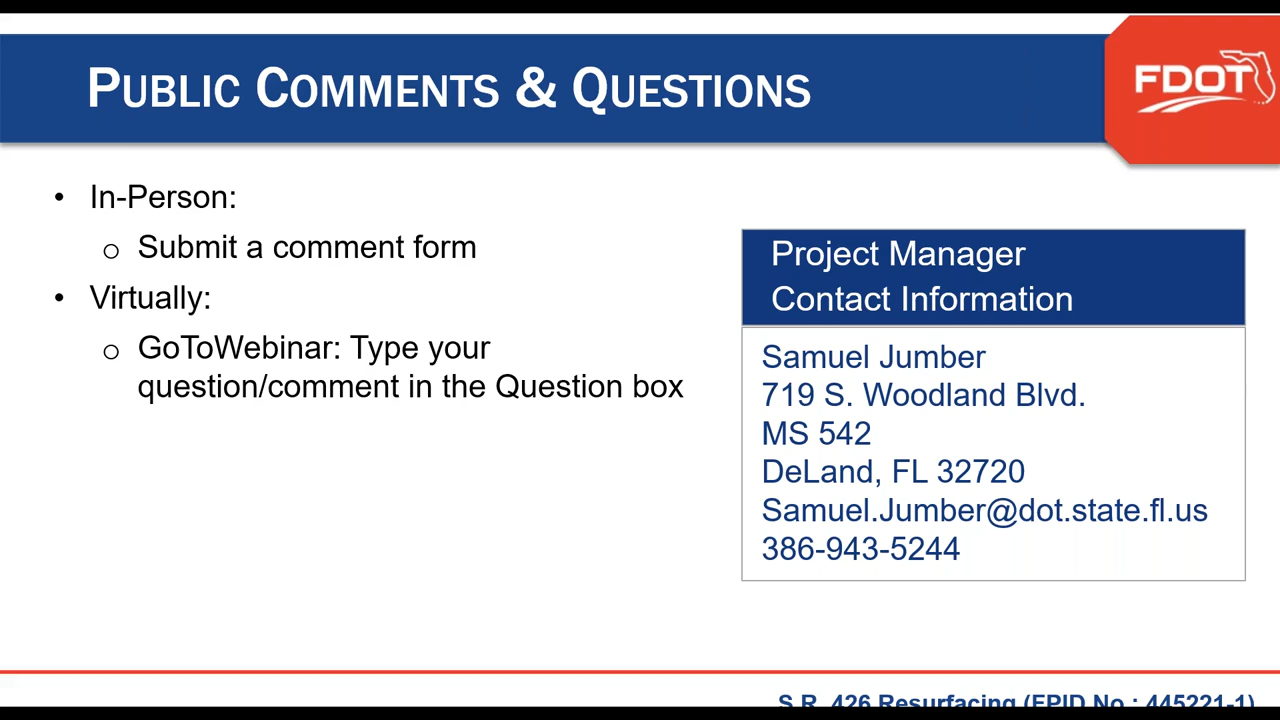 PUBLIC COMMENTS & QUESTIONS
FDOT
• In-Person:
o Submit a comment form
• Virtually:
o GoToWebinar: Type your
question/comment in the Question box
Project Manager
Contact Information
Samuel Jumber
719 S. Woodland Blvd.
MS 542
DeLand, FL 32720
Samuel.Jumber@dot.state.fl.us
386-943-5244
S.R. 426 Resurfacing (FPID No.: 445221-1)